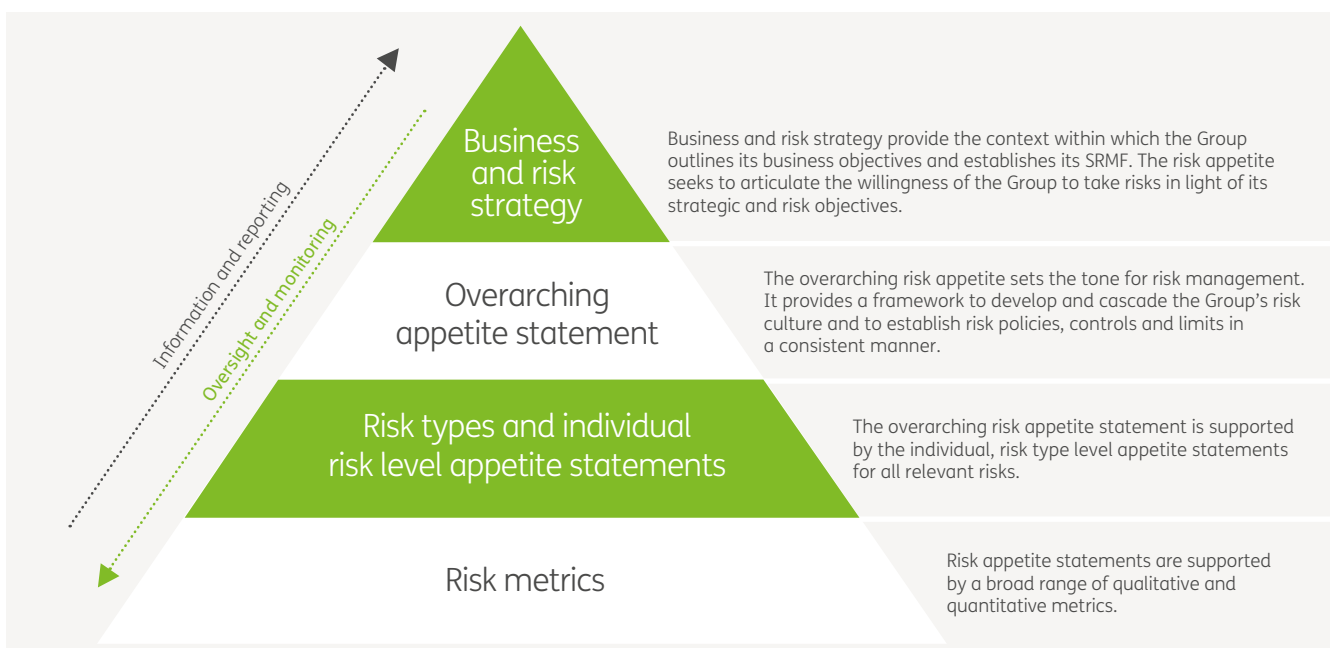 Information and reporting
Oversight and monitoring
Business
and risk
strategy
Business and risk strategy provide the context within which the Group
outlines its business objectives and establishes its SRMF. The risk appetite
seeks to articulate the willingness of the Group to take risks in light of its
strategic and risk objectives.
Overarching
appetite statement
The overarching risk appetite sets the tone for risk management.
It provides a framework to develop and cascade the Group’s risk
culture and to establish risk policies, controls and limits in
a consistent manner.
Risk types and individual
risk level appetite statements
The overarching risk appetite statement is supported
by the individual, risk type level appetite statements
for all relevant risks.
Risk metrics
Risk appetite statements are supported
by a broad range of qualitative and
quantitative metrics.